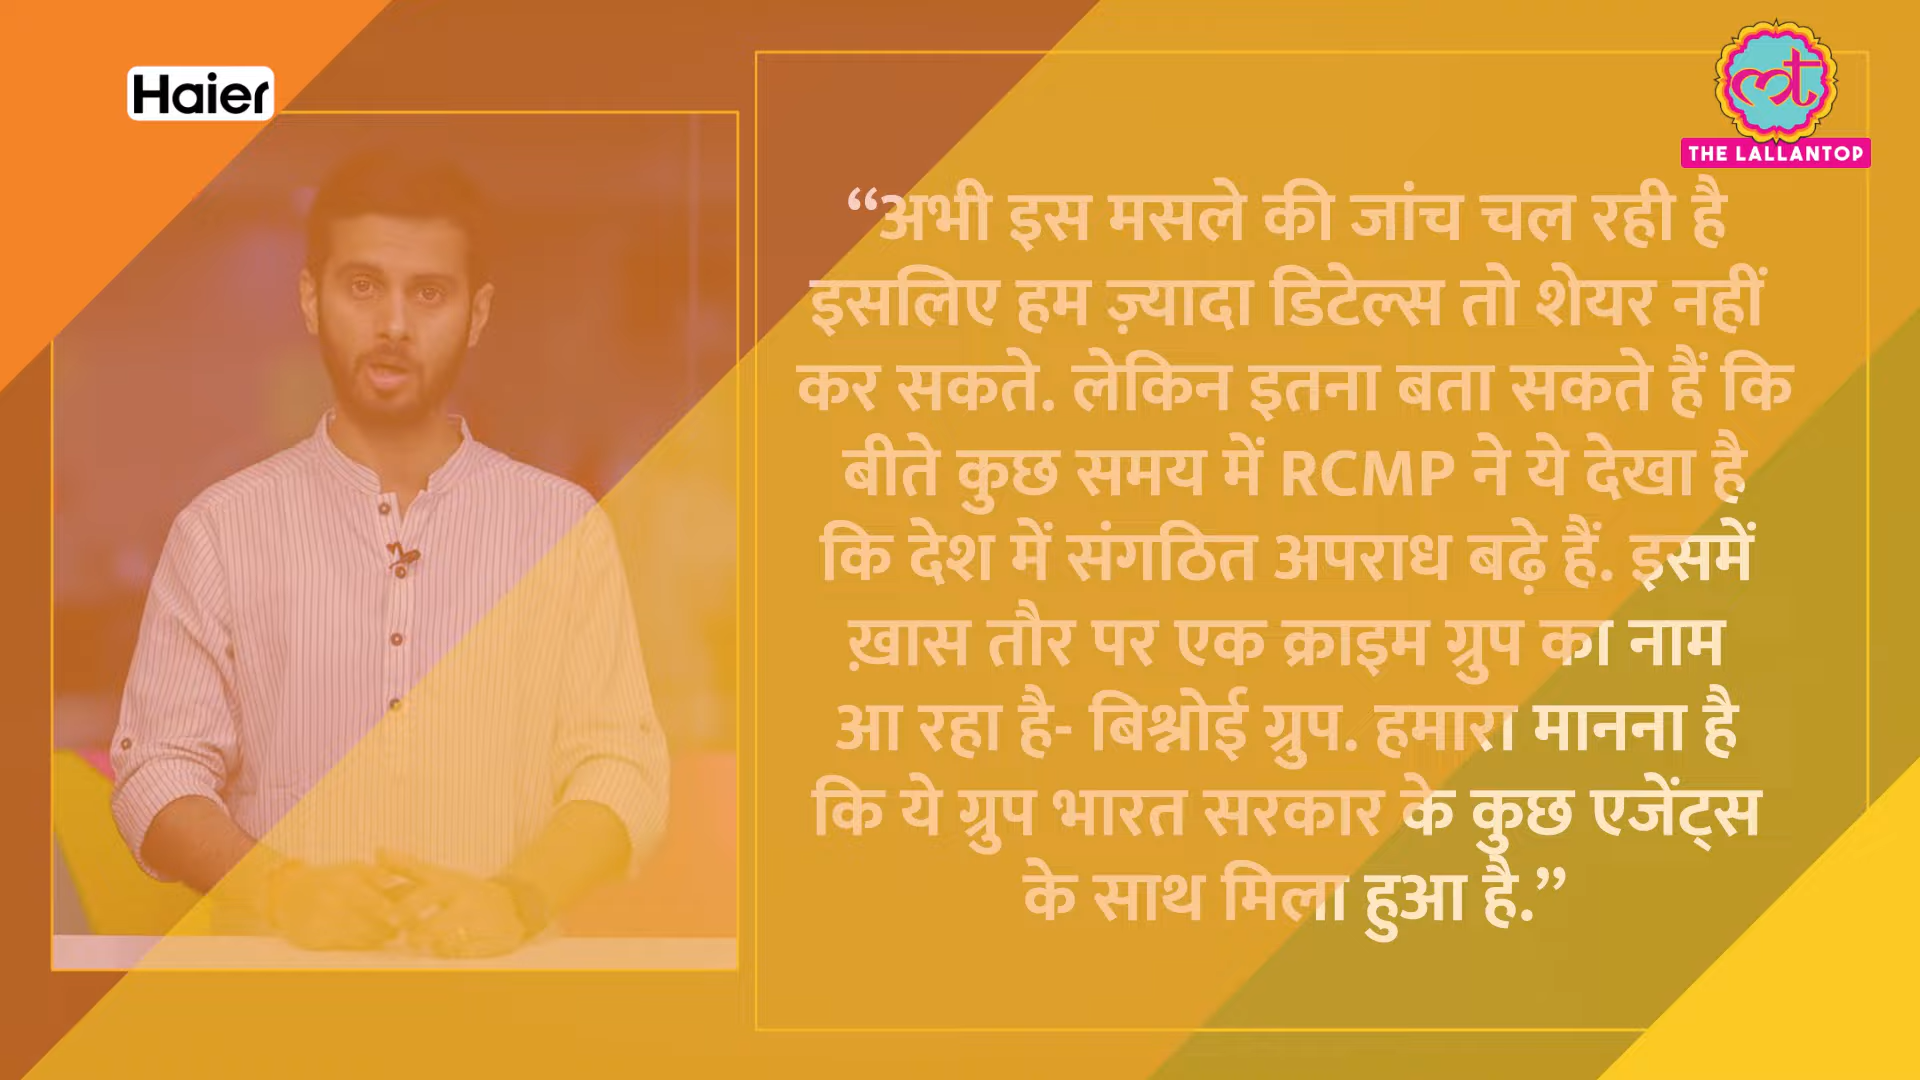 Haier
THE LALLANTOP
“अभी इस मसले की जांच चल रही है
इसलिए हम ज़्यादा डिटेल्स तो शेयर नहीं
कर सकते. लेकिन इतना बता सकते हैं कि
बीते कुछ समय में RCMP ने ये देखा है
कि देश में संगठित अपराध बढ़े हैं. इसमें
ख़ास तौर पर एक क्राइम ग्रुप का नाम
आ रहा है- बिश्नोई ग्रुप. हमारा मानना है
कि ये ग्रुप भारत सरकार के कुछ एजेंट्स
के साथ मिला हुआ है.”